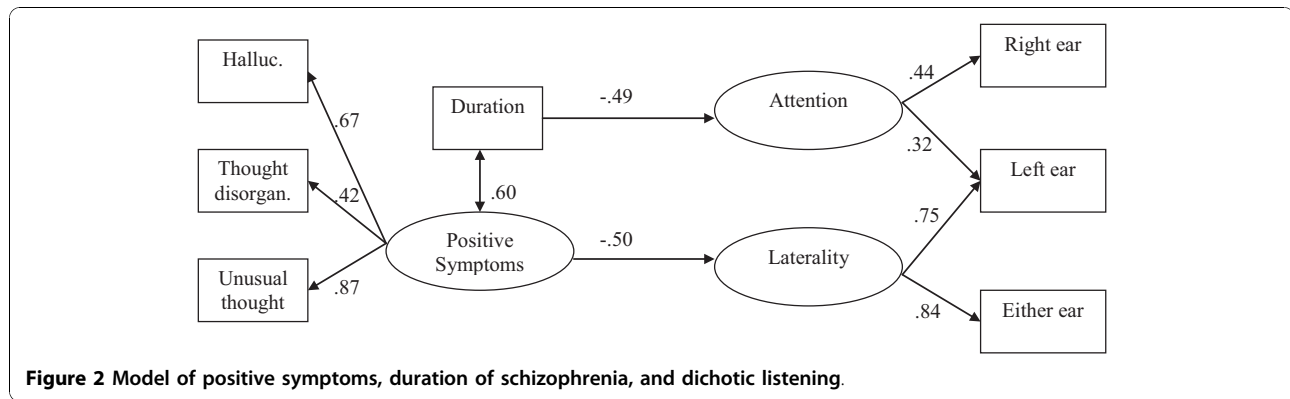 Halluc.
Right ear
.44
Duration
-.49
Attention
.67
.32
Thought
disorgan.
.42
.60
Left ear
.75
Positive
Symptoms
-.50
Laterality
Unusual
thought
.87
.84
Either ear
Figure 2 Model of positive symptoms, duration of schizophrenia, and dichotic listening.